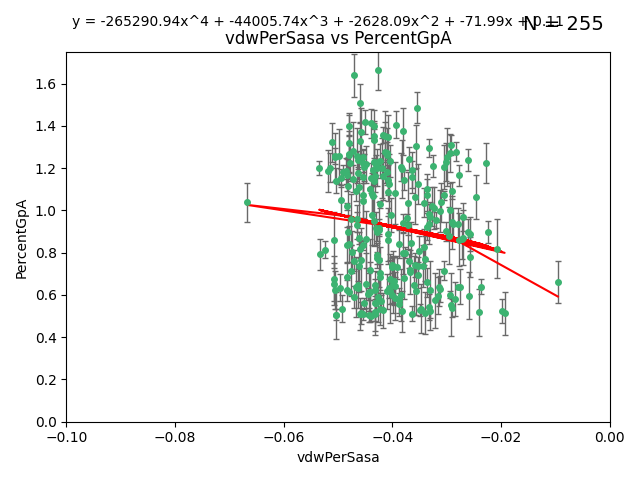 y = -265290.94x^4 + -44005.74x^3 + -2628.09x^2 + -71.99x + 0.11
N = 255
vdwPerSasa vs PercentGpA
PercentGpA
1.6
1.4
1.2
1.0
0.8
0.6
0.4
0.2
0.0
−0.10 −0.08 −0.06 −0.04 −0.02 0.00
vdwPerSasa